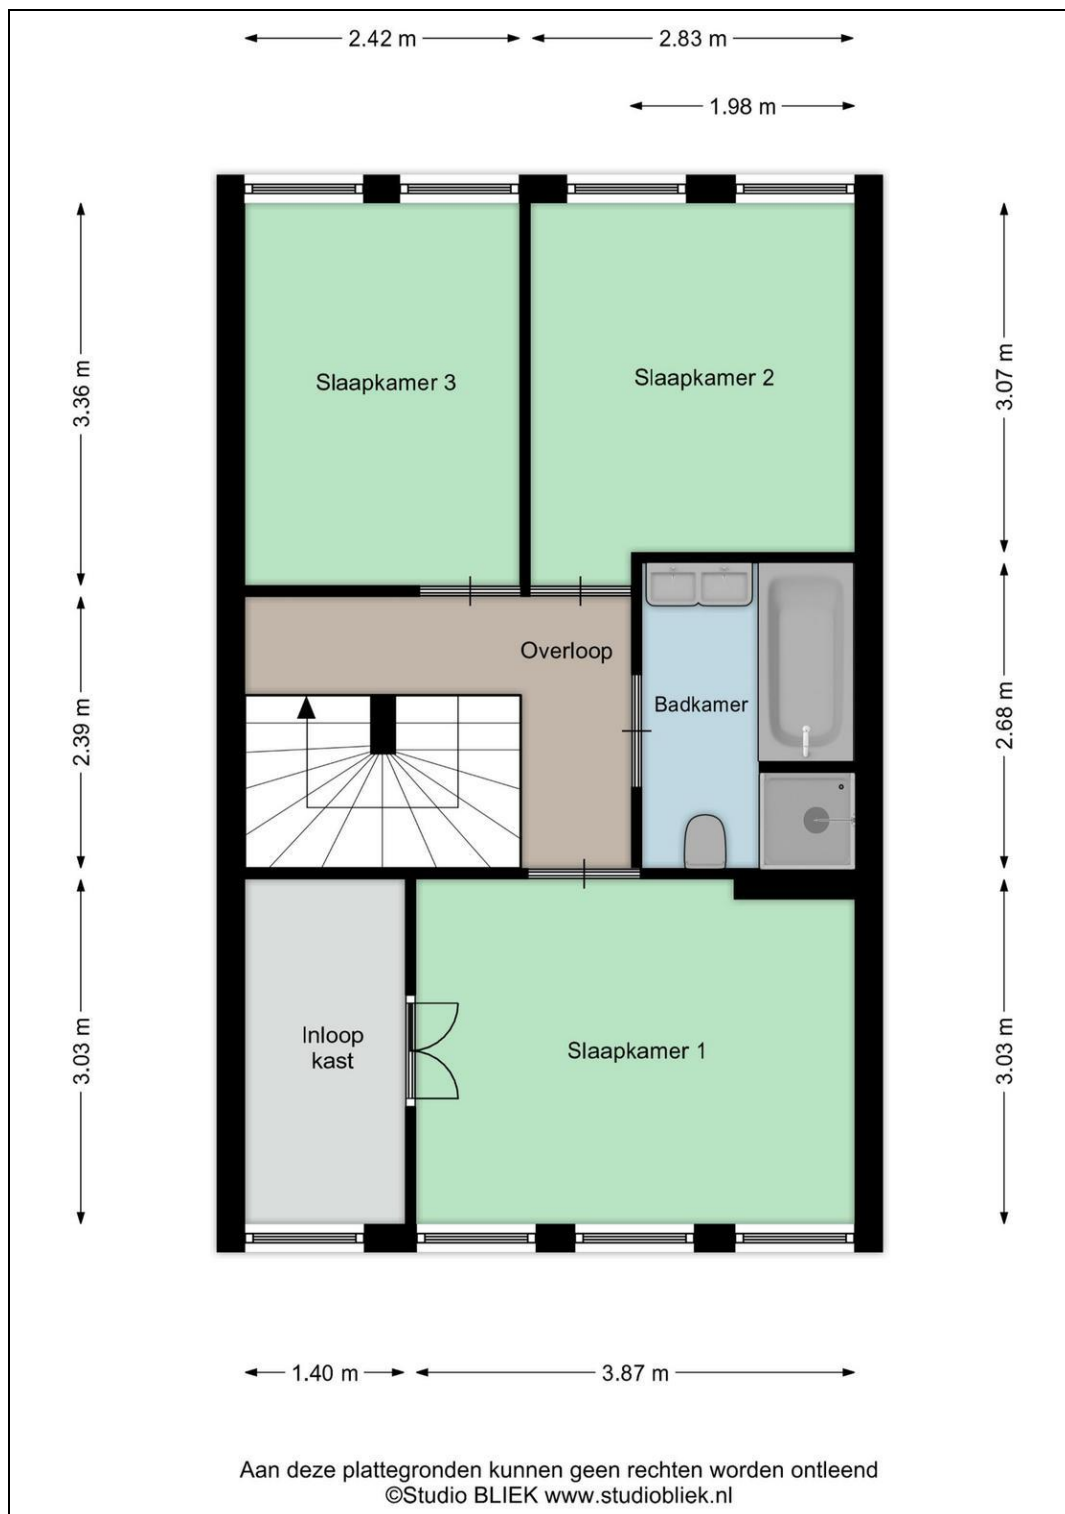 2.42 m
2.83 m
1.98 m
3.36 m
3.07 m
Slaapkamer 3
Slaapkamer 2
Overloop
Badkamer
2.39 m
2.68 m
Inloop
kast
Slaapkamer 1
3.03 m
3.03 m
1.40 m
3.87 m
Aan deze plattegronden kunnen geen rechten worden ontleend
©Studio BLIEK www.studiobliek.nl